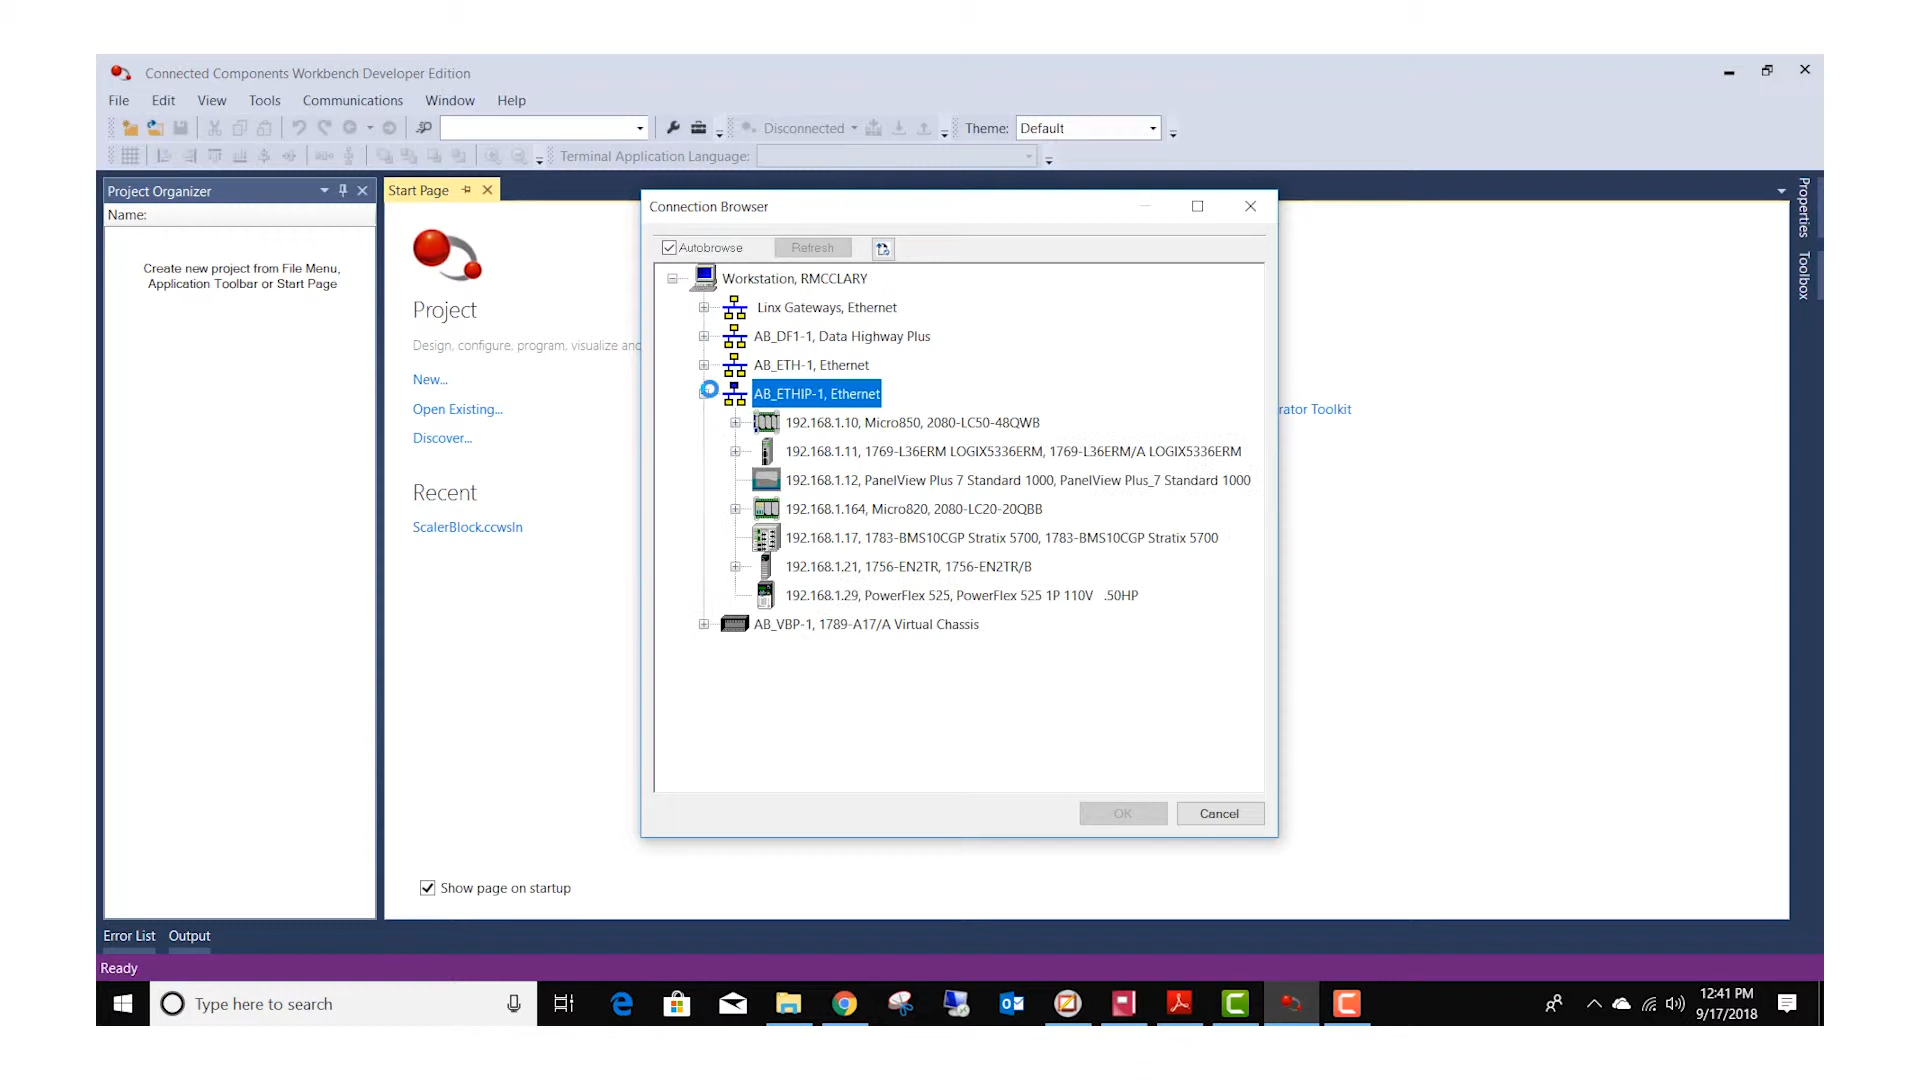 Connected Components Workbench Developer Edition
File Edit View Tools Communications Window Help
Disconnected Theme: Default
Terminal Application Language:
Project Organizer
Name:
Create new project from File Menu,
Application Toolbar or Start Page
Start Page
Project
Design, configure, program, visualize and
New...
Open Existing...
Discover...
Recent
ScalerBlock.ccwsln
Show page on startup
Connection Browser
Autobrowse Refresh
Workstation, RMCCLARY
Linx Gateways, Ethernet
AB_DF1-1, Data Highway Plus
AB_ETH-1, Ethernet
AB_ETHIP-1, Ethernet
192.168.1.10, Micro850, 2080-LC50-48QWB
192.168.1.11, 1769-L36ERM LOGIX5336ERM, 1769-L36ERM/A LOGIX5336ERM
192.168.1.12, PanelView Plus 7 Standard 1000, PanelView Plus_7 Standard 1000
192.168.1.164, Micro820, 2080-LC20-20QBB
192.168.1.17, 1783-BMS10CGP Stratix 5700, 1783-BMS10CGP Stratix 5700
192.168.1.21, 1756-EN2TR, 1756-EN2TR/B
192.168.1.29, PowerFlex 525, PowerFlex 525 1P 110V .50HP
AB_VBP-1, 1789-A17/A Virtual Chassis
OK Cancel
rator Toolkit
Properties
Toolbox
Error List Output
Ready
Type here to search
12:41 PM
9/17/2018